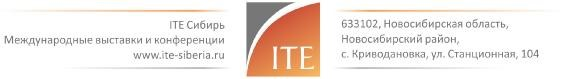 ITE Сибирь
Международные выставки и конференции
www.ite-siberia.ru
ITE
633102, Новосибирская область,
Новосибирский район,
с. Криводановка, ул. Станционная, 104